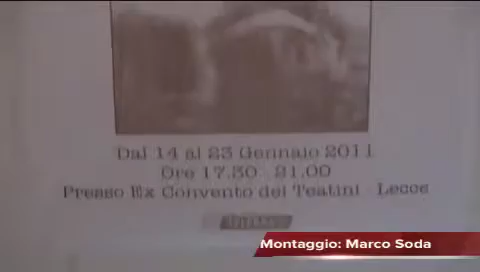 Dal 14 al 23 Gennaio 2011
Ore 17.30 - 21.00
Presso Ex Convento dei Teatini - Lecce
Montaggio: Marco Soda